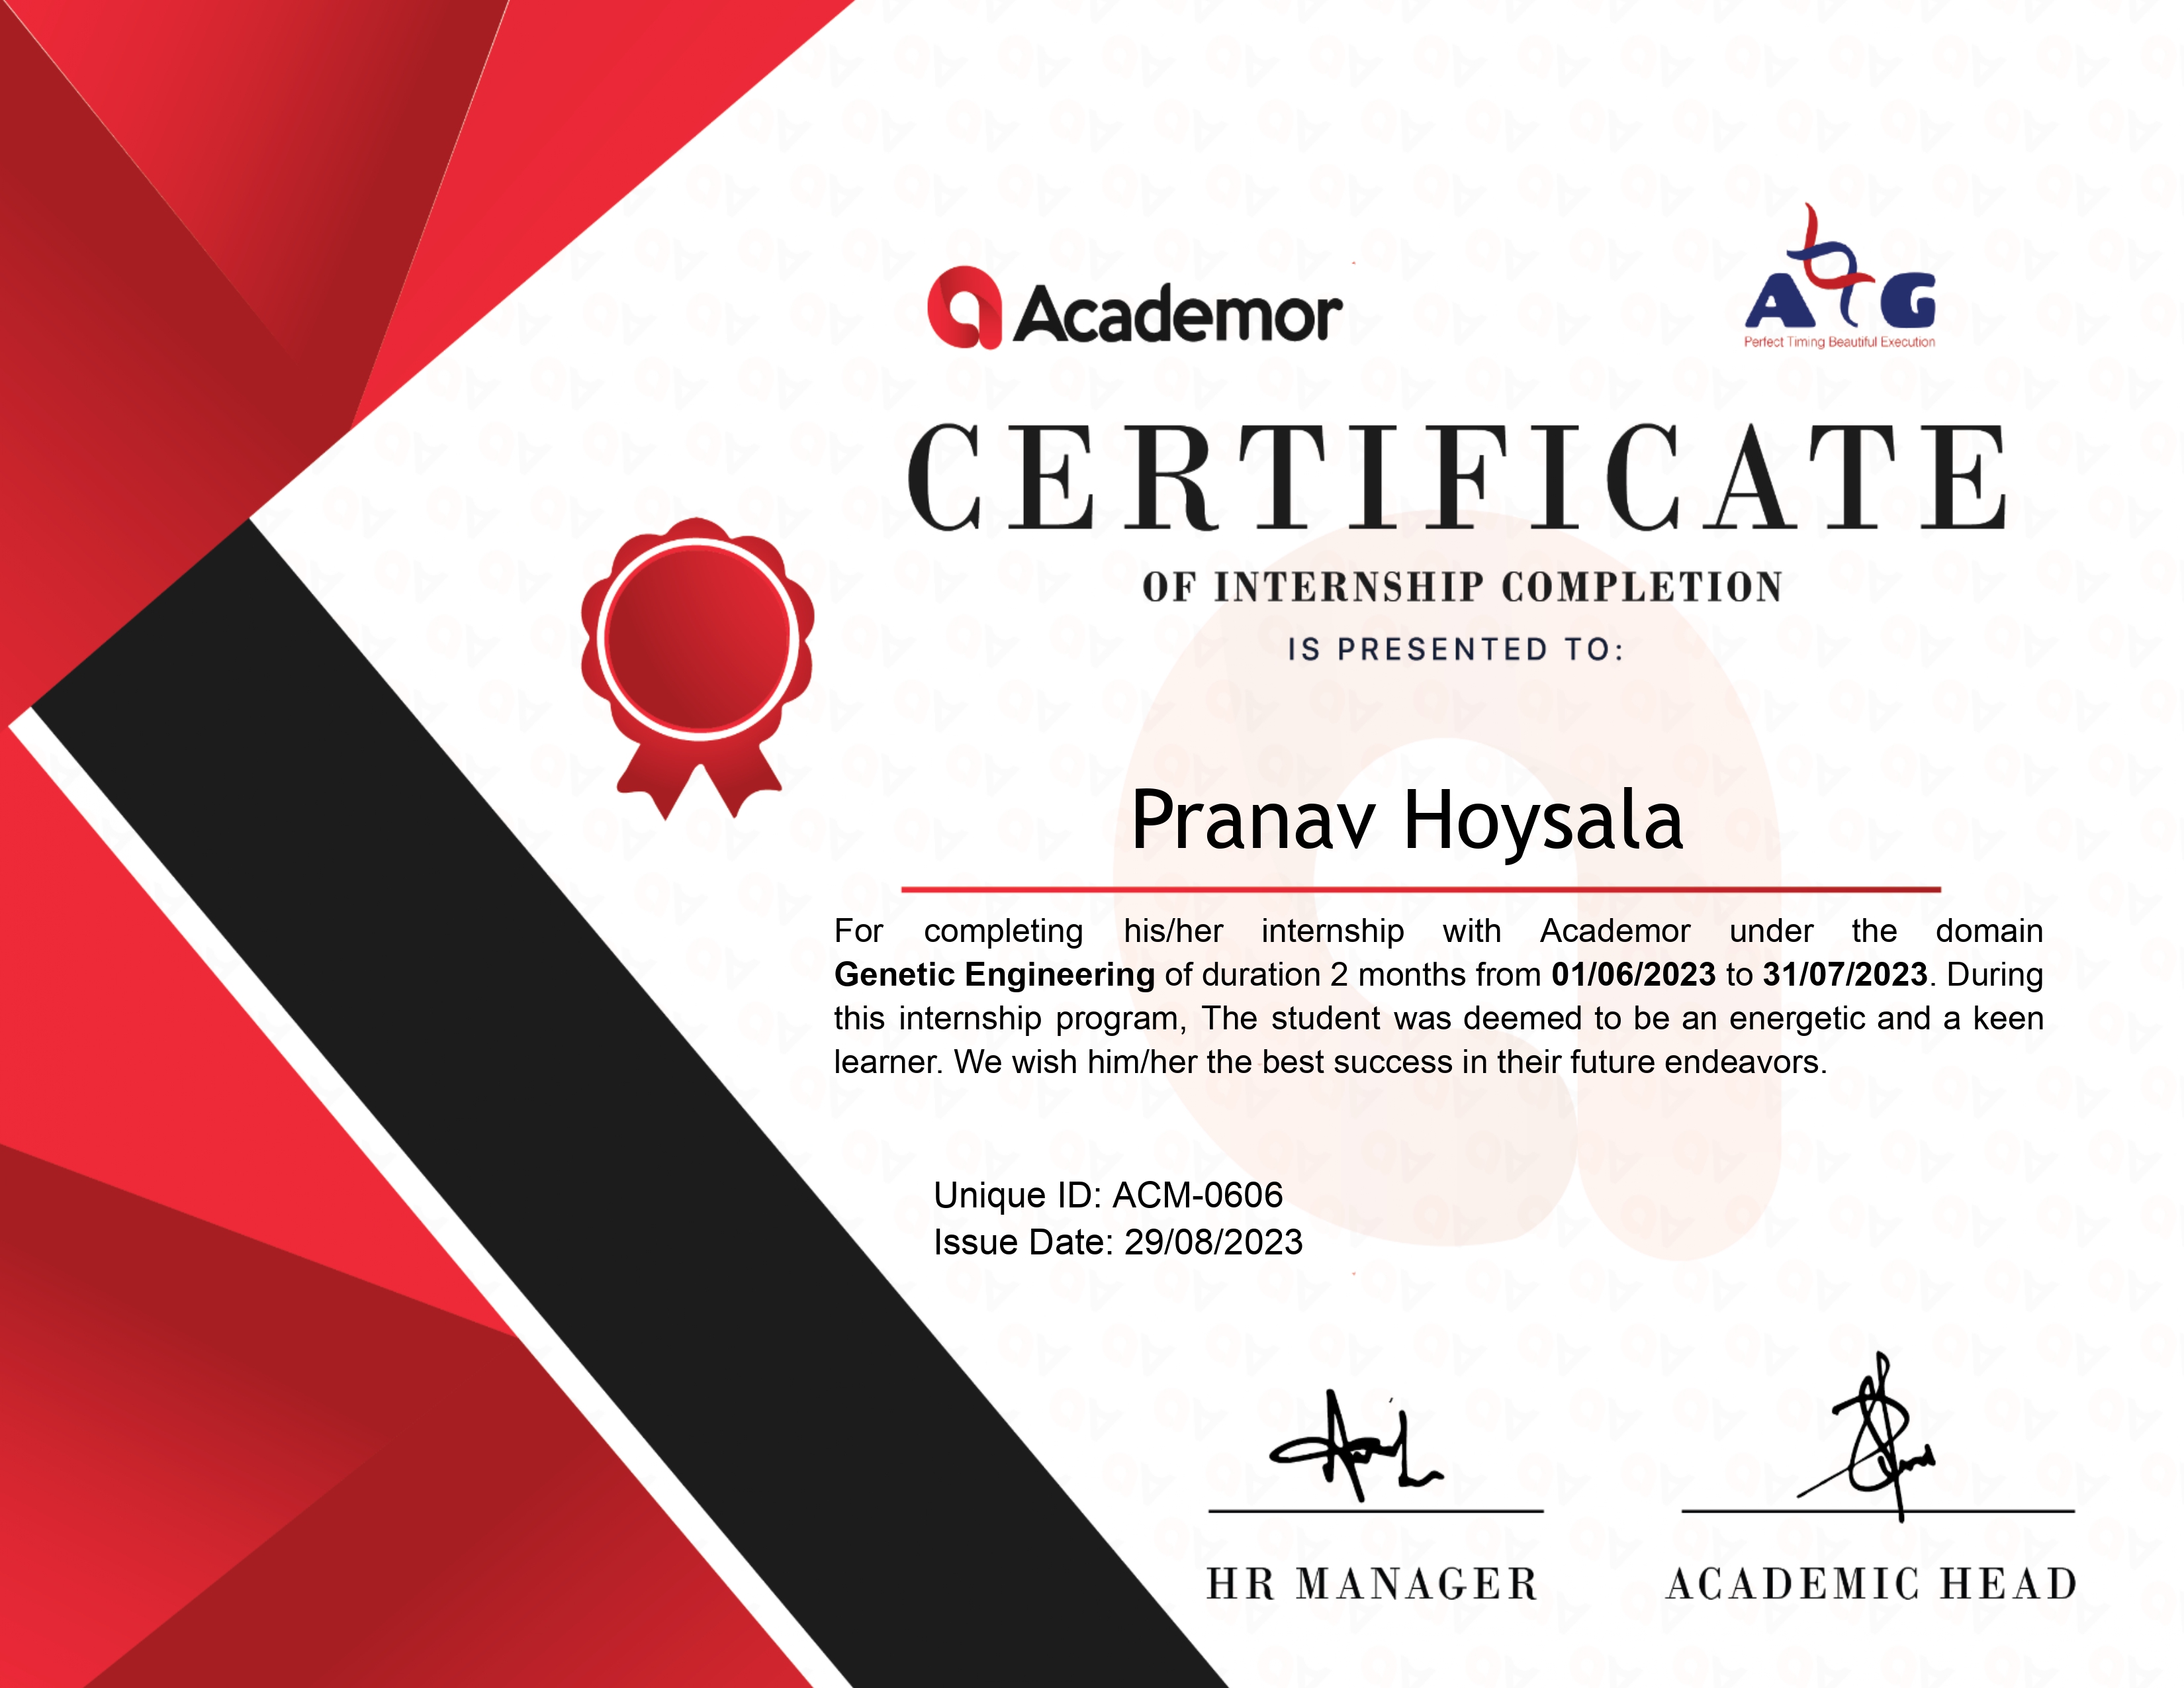 Academor
A G
Perfect Timing Beautiful Execution
CERTIFICATE
OF INTERNSHIP COMPLETION
IS PRESENTED TO:
Pranav Hoysala
For completing his/her internship with Academor under the domain
Genetic Engineering of duration 2 months from 01/06/2023 to 31/07/2023. During
this internship program, The student was deemed to be an energetic and a keen
learner. We wish him/her the best success in their future endeavors.
Unique ID: ACM-0606
Issue Date: 29/08/2023
HR MANAGER
ACADEMIC HEAD